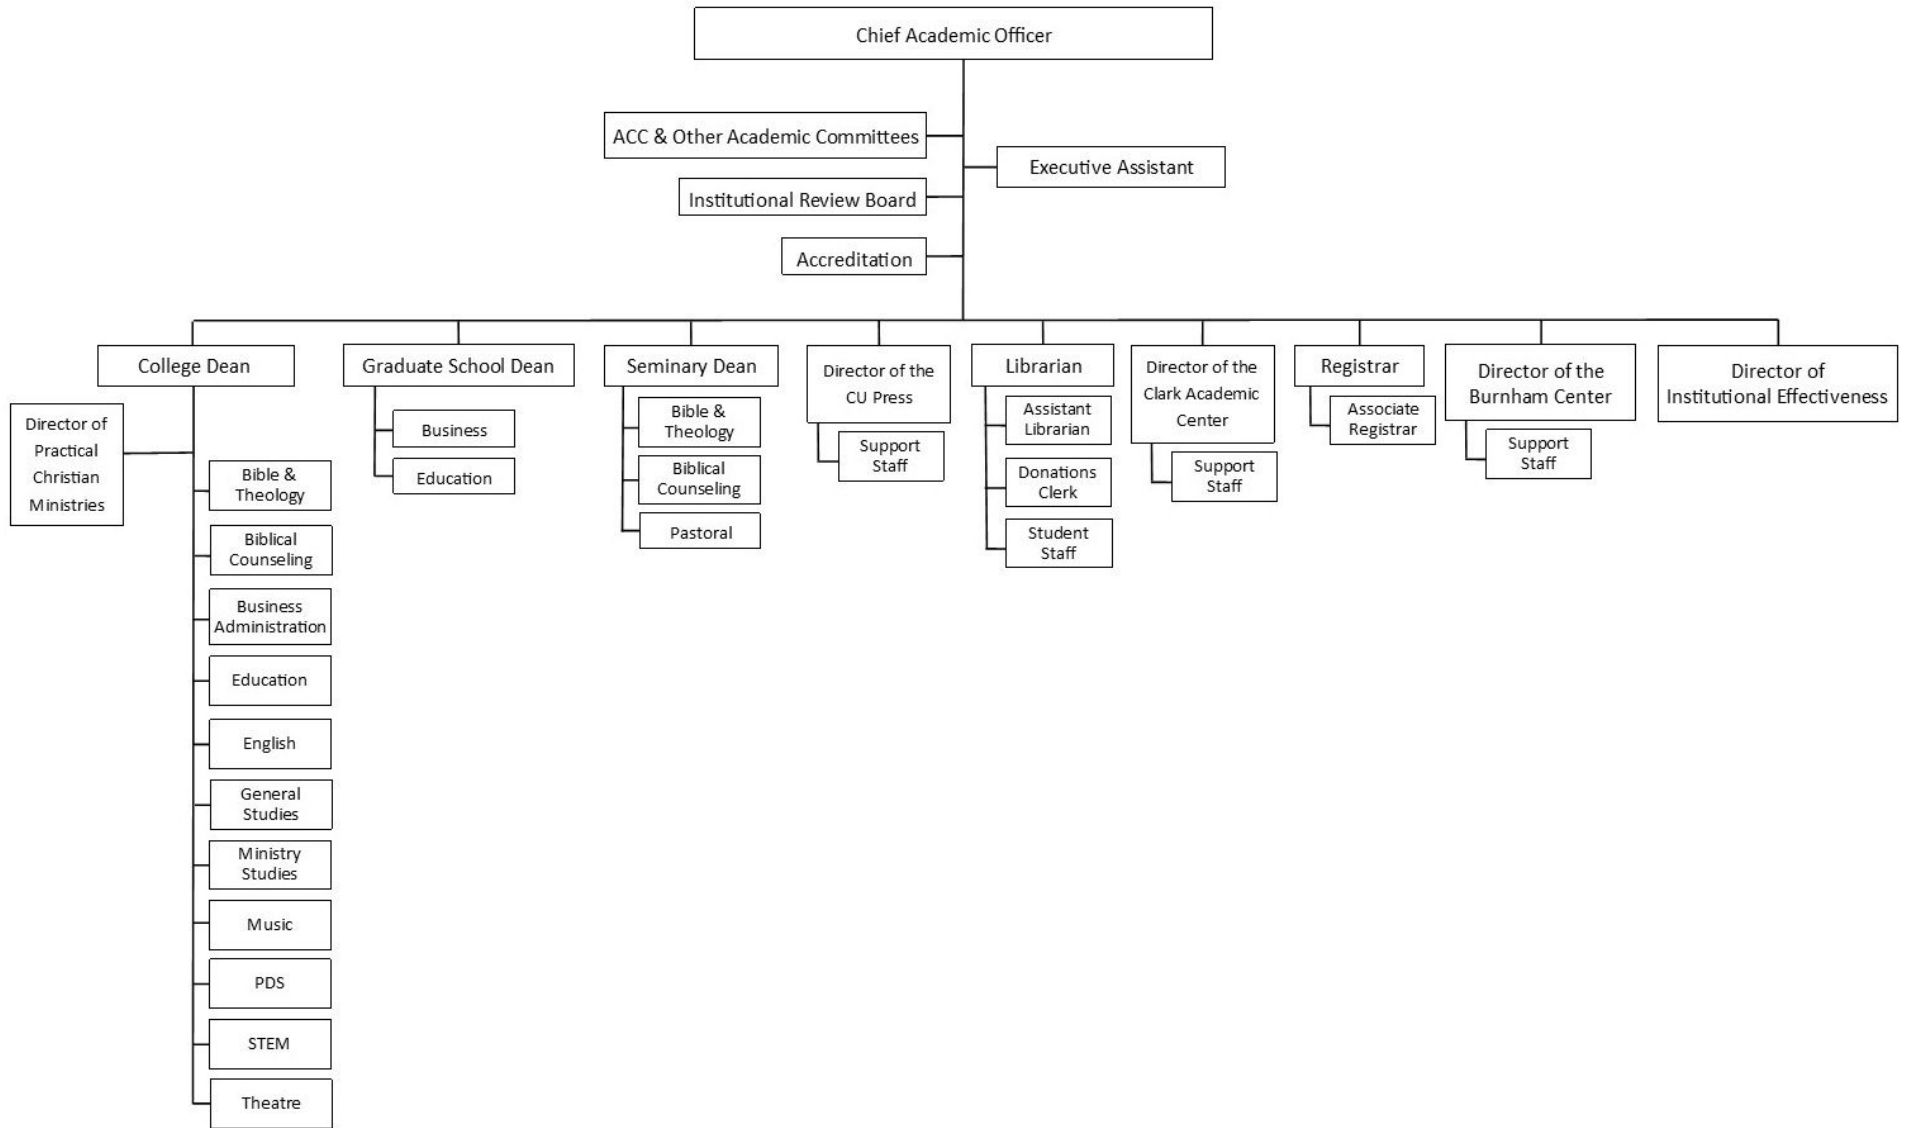 Chief Academic Officer
ACC & Other Academic Committees
Executive Assistant
Institutional Review Board
Accreditation
College Dean
Director of
Practical
Christian
Ministries
Bible &
Theology
Biblical
Counseling
Business
Administration
Education
English
General
Studies
Ministry
Studies
Music
PDS
STEM
Theatre
Graduate School Dean
Business
Education
Seminary Dean
Bible &
Theology
Biblical
Counseling
Pastoral
Director of the
CU Press
Support
Staff
Librarian
Assistant
Librarian
Donations
Clerk
Student
Staff
Director of the
Clark Academic
Center
Support
Staff
Registrar
Associate
Registrar
Director of the
Burnham Center
Support
Staff
Director of
Institutional Effectiveness